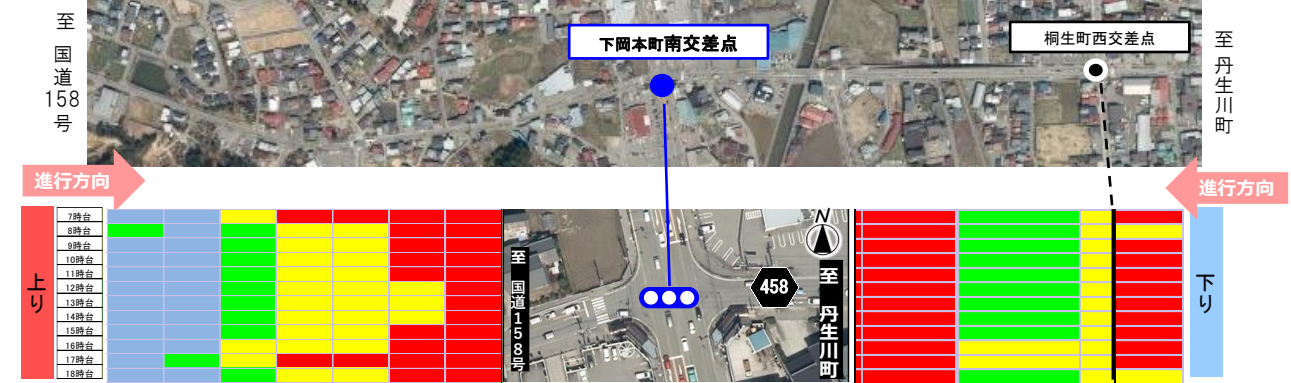 至 国道158号
下岡本町南交差点
桐生町西交差点
至 丹生川町
進行方向
進行方向
上り
7時台
8時台
9時台
10時台
11時台
12時台
13時台
14時台
15時台
16時台
17時台
18時台
至 国道158号
N
458
至 丹生川町
下り